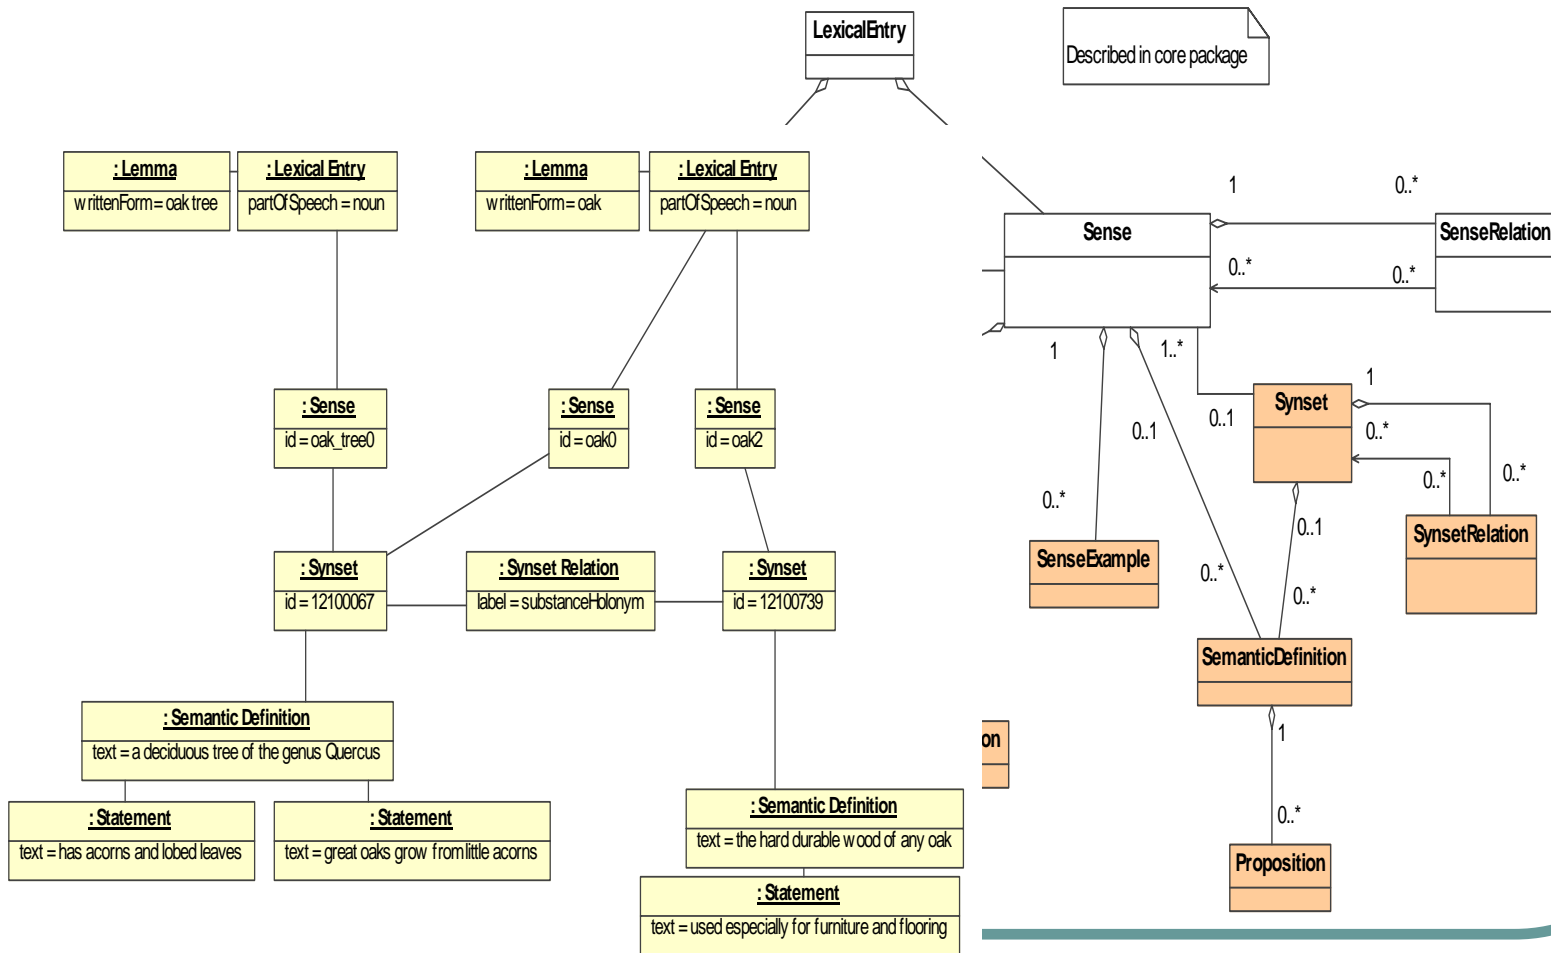 LexicalEntry
Described in core package
: Lemma
writtenForm = oak tree
: Lexical Entry
partOfSpeech = noun
: Lemma
writtenForm = oak
: Lexical Entry
partOfSpeech = noun
1
0..*
Sense
SenseRelation
0..*
0..*
1
1..*
: Sense
id = oak_tree0
: Sense
id = oak0
: Sense
id = oak2
Synset
1
0..1
0..1
0..*
0..*
0..*
0..*
0..1
SenseExample
SynsetRelation
0..*
0..*
: Synset
id = 12100067
: Synset Relation
label = substanceHolonym
: Synset
id = 12100739
SemanticDefinition
: Semantic Definition
text = a deciduous tree of the genus Quercus
on
1
: Statement
text = has acorns and lobed leaves
: Statement
text = great oaks grow from little acorns
: Semantic Definition
text = the hard durable wood of any oak
0..*
Proposition
: Statement
text = used especially for furniture and flooring